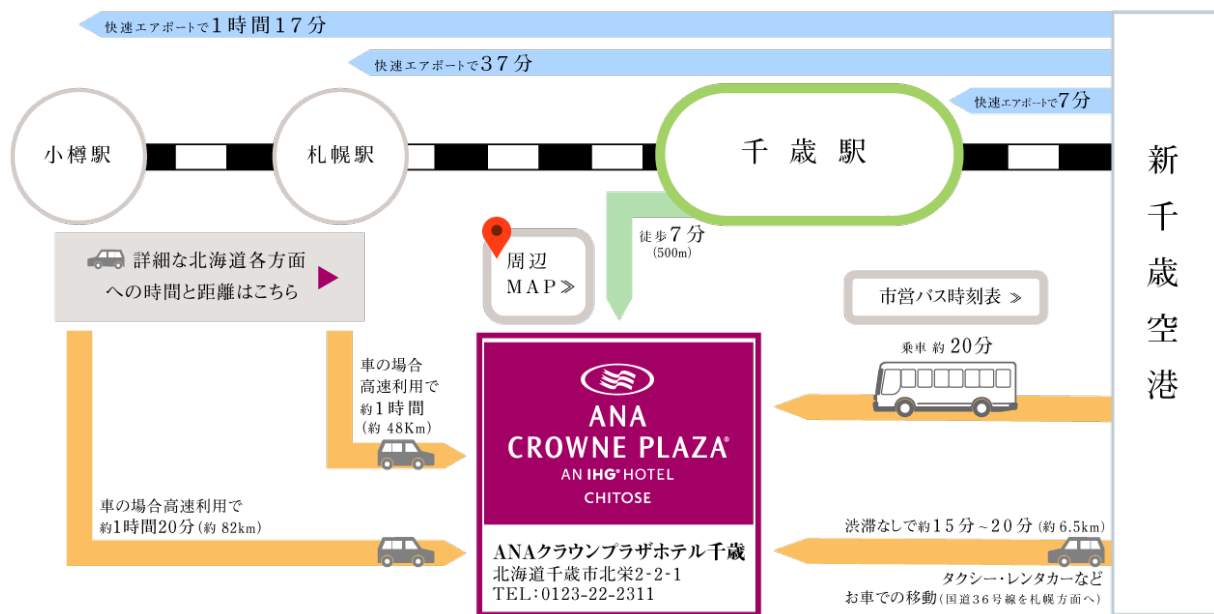 快速エアポートで1時間17分
快速エアポートで37分
快速エアポートで7分
小樽駅
札幌駅
千歳駅
新千歳空港
徒歩7分
(500m)
周辺
MAP≫
詳細な北海道各方面
への時間と距離はこちら
市営バス時刻表 ≫
乗車 約20分
車の場合
高速利用で
約1時間
(約 48Km)
ANA
CROWNE PLAZA®
AN IHG® HOTEL
CHITOSE
車の場合高速利用で
約1時間20分(約 82km)
ANAクラウンプラザホテル千歳
北海道千歳市北栄2-2-1
TEL:0123-22-2311
渋滞なしで約15分~20分(約 6.5km)
タクシー・レンタカーなど
お車での移動(国道36号線を札幌方面へ)